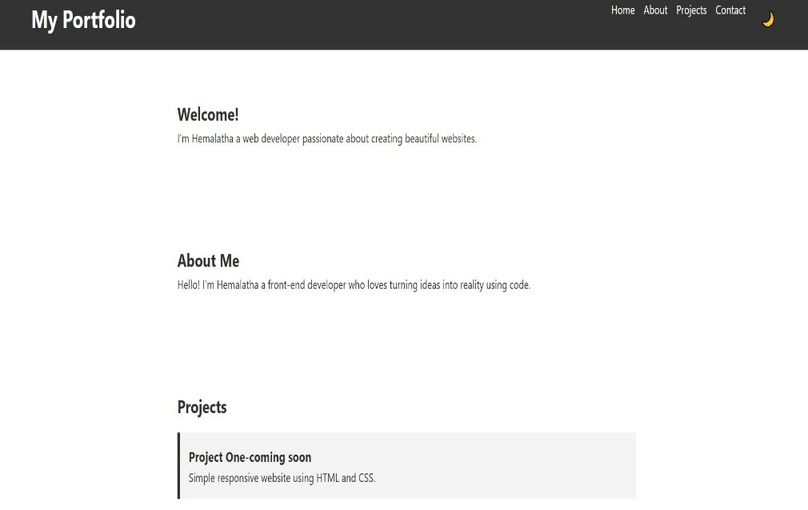 My Portfolio
Home About Projects Contact
Welcome!
I'm Hemalatha a web developer passionate about creating beautiful websites.
About Me
Hello! I'm Hemalatha a front-end developer who loves turning ideas into reality using code.
Projects
Project One-coming soon
Simple responsive website using HTML and CSS.